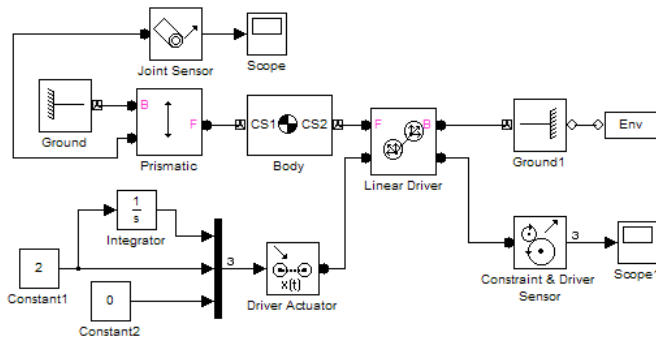 Joint Sensor
Scope
Ground
B
F
Prismatic
CS1
CS2
Body
F
B
Linear Driver
Ground1
Env
1
s
Integrator
2
Constant1
0
Constant2
3
x(t)
Driver Actuator
3
Constraint & Driver
Sensor
Scope1